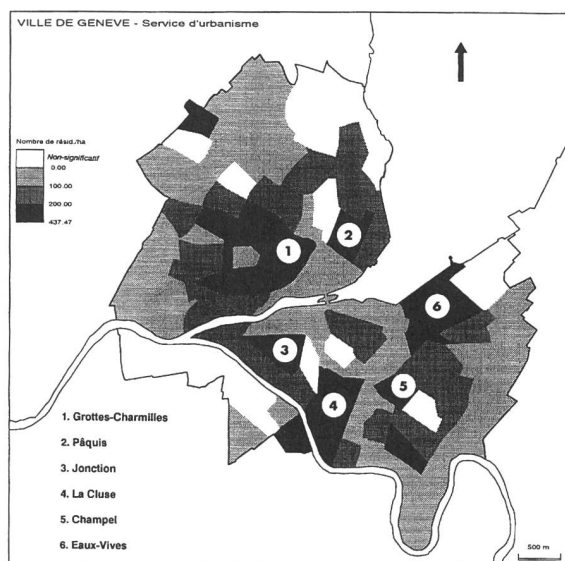 VILLE DE GENEVE - Service d'urbanisme
Nombre de résid./ha
Non-significatif
0.00
100.00
200.00
437.47
1
2
6
3
5
4
1. Grottes-Charmilles
2. Pâquis
3. Jonction
4. La Cluse
5. Champel
6. Eaux-Vives
500 m